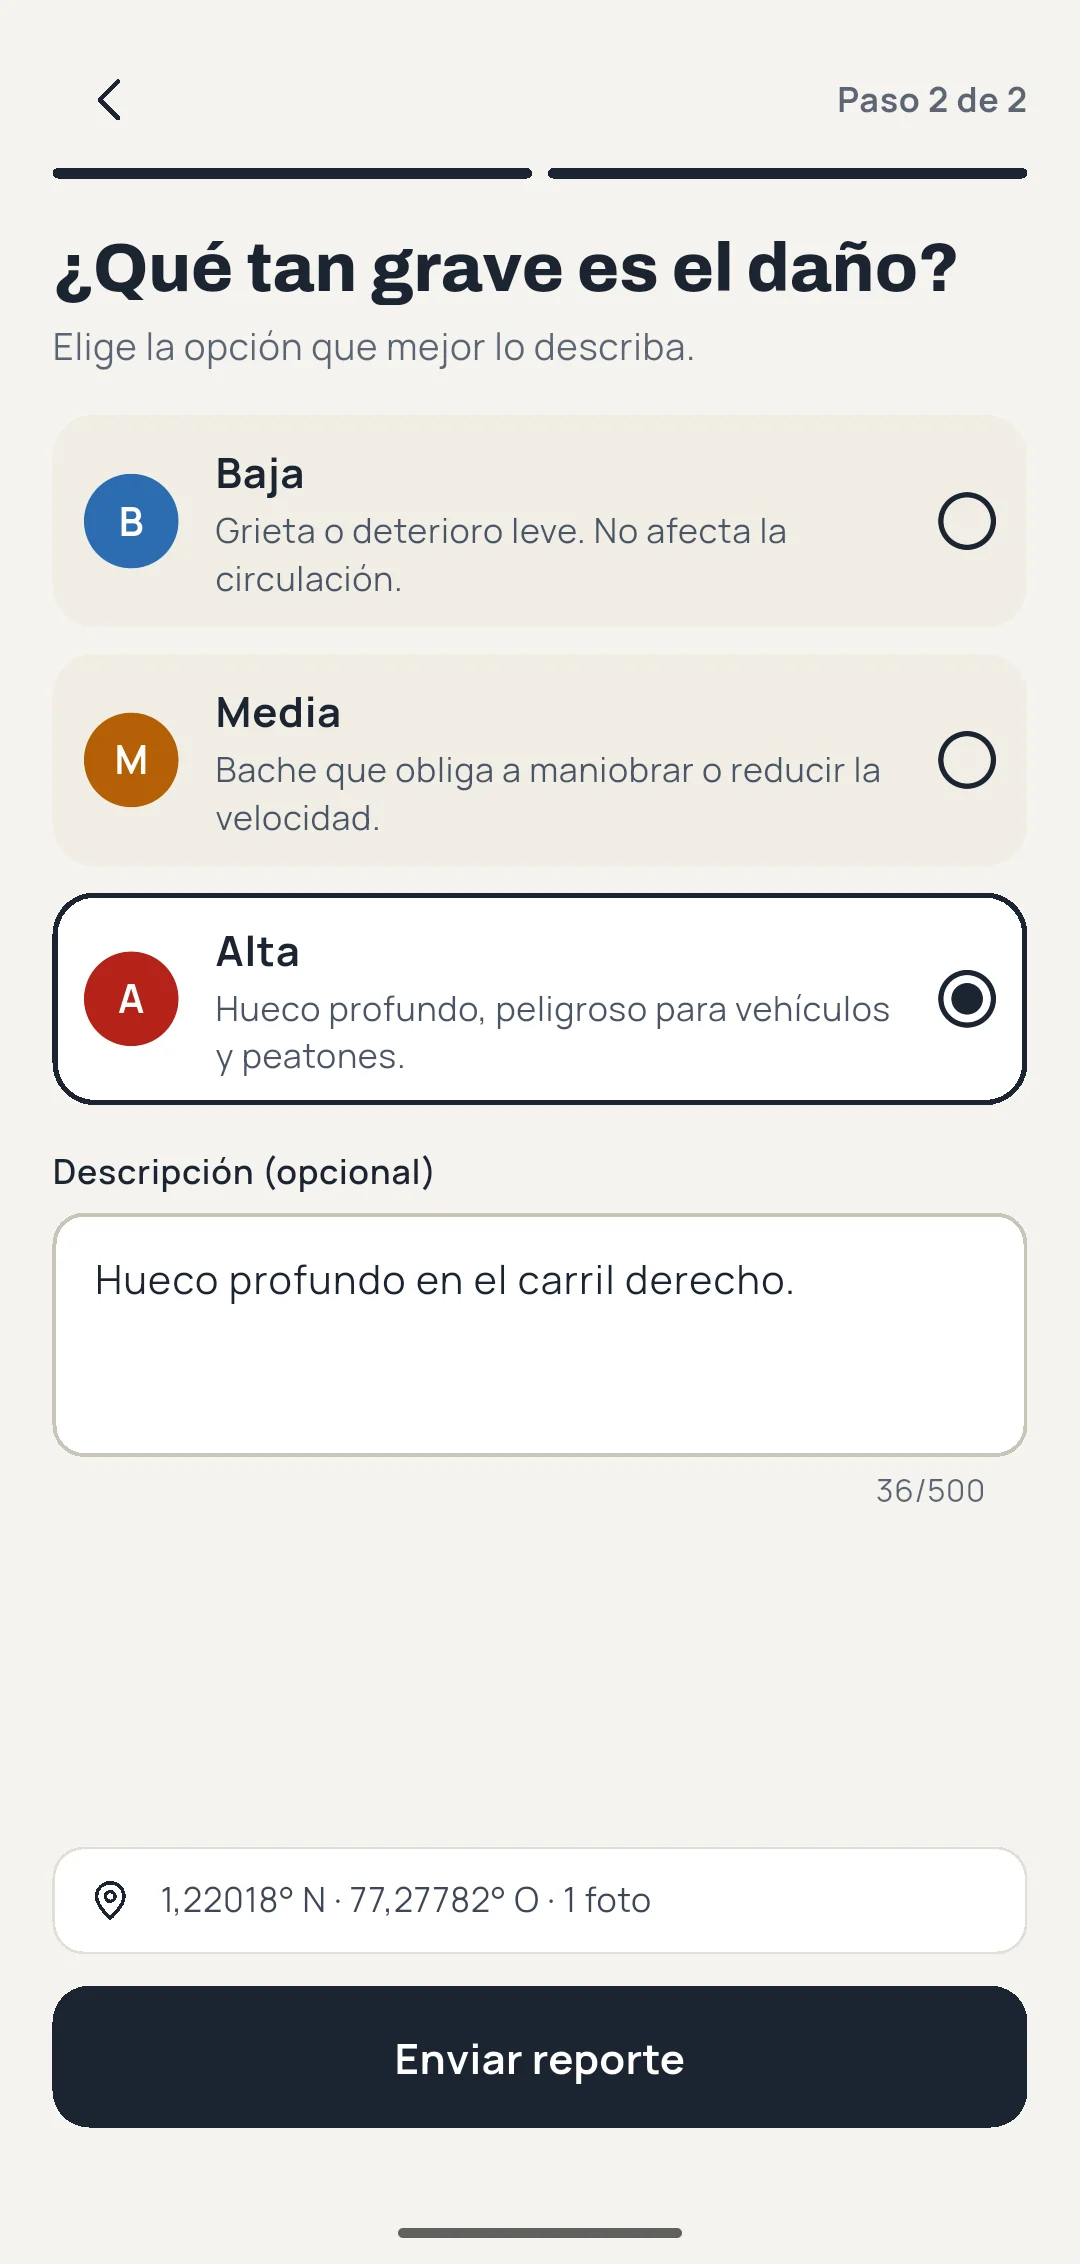 Paso 2 de 2
¿Qué tan grave es el daño?
Elige la opción que mejor lo describa.
B
Baja
Grieta o deterioro leve. No afecta la
circulación.
M
Media
Bache que obliga a maniobrar o reducir la
velocidad.
A
Alta
Hueco profundo, peligroso para vehículos
y peatones.
Descripción (opcional)
Hueco profundo en el carril derecho.
36/500
1,22018° N · 77,27782° O · 1 foto
Enviar reporte